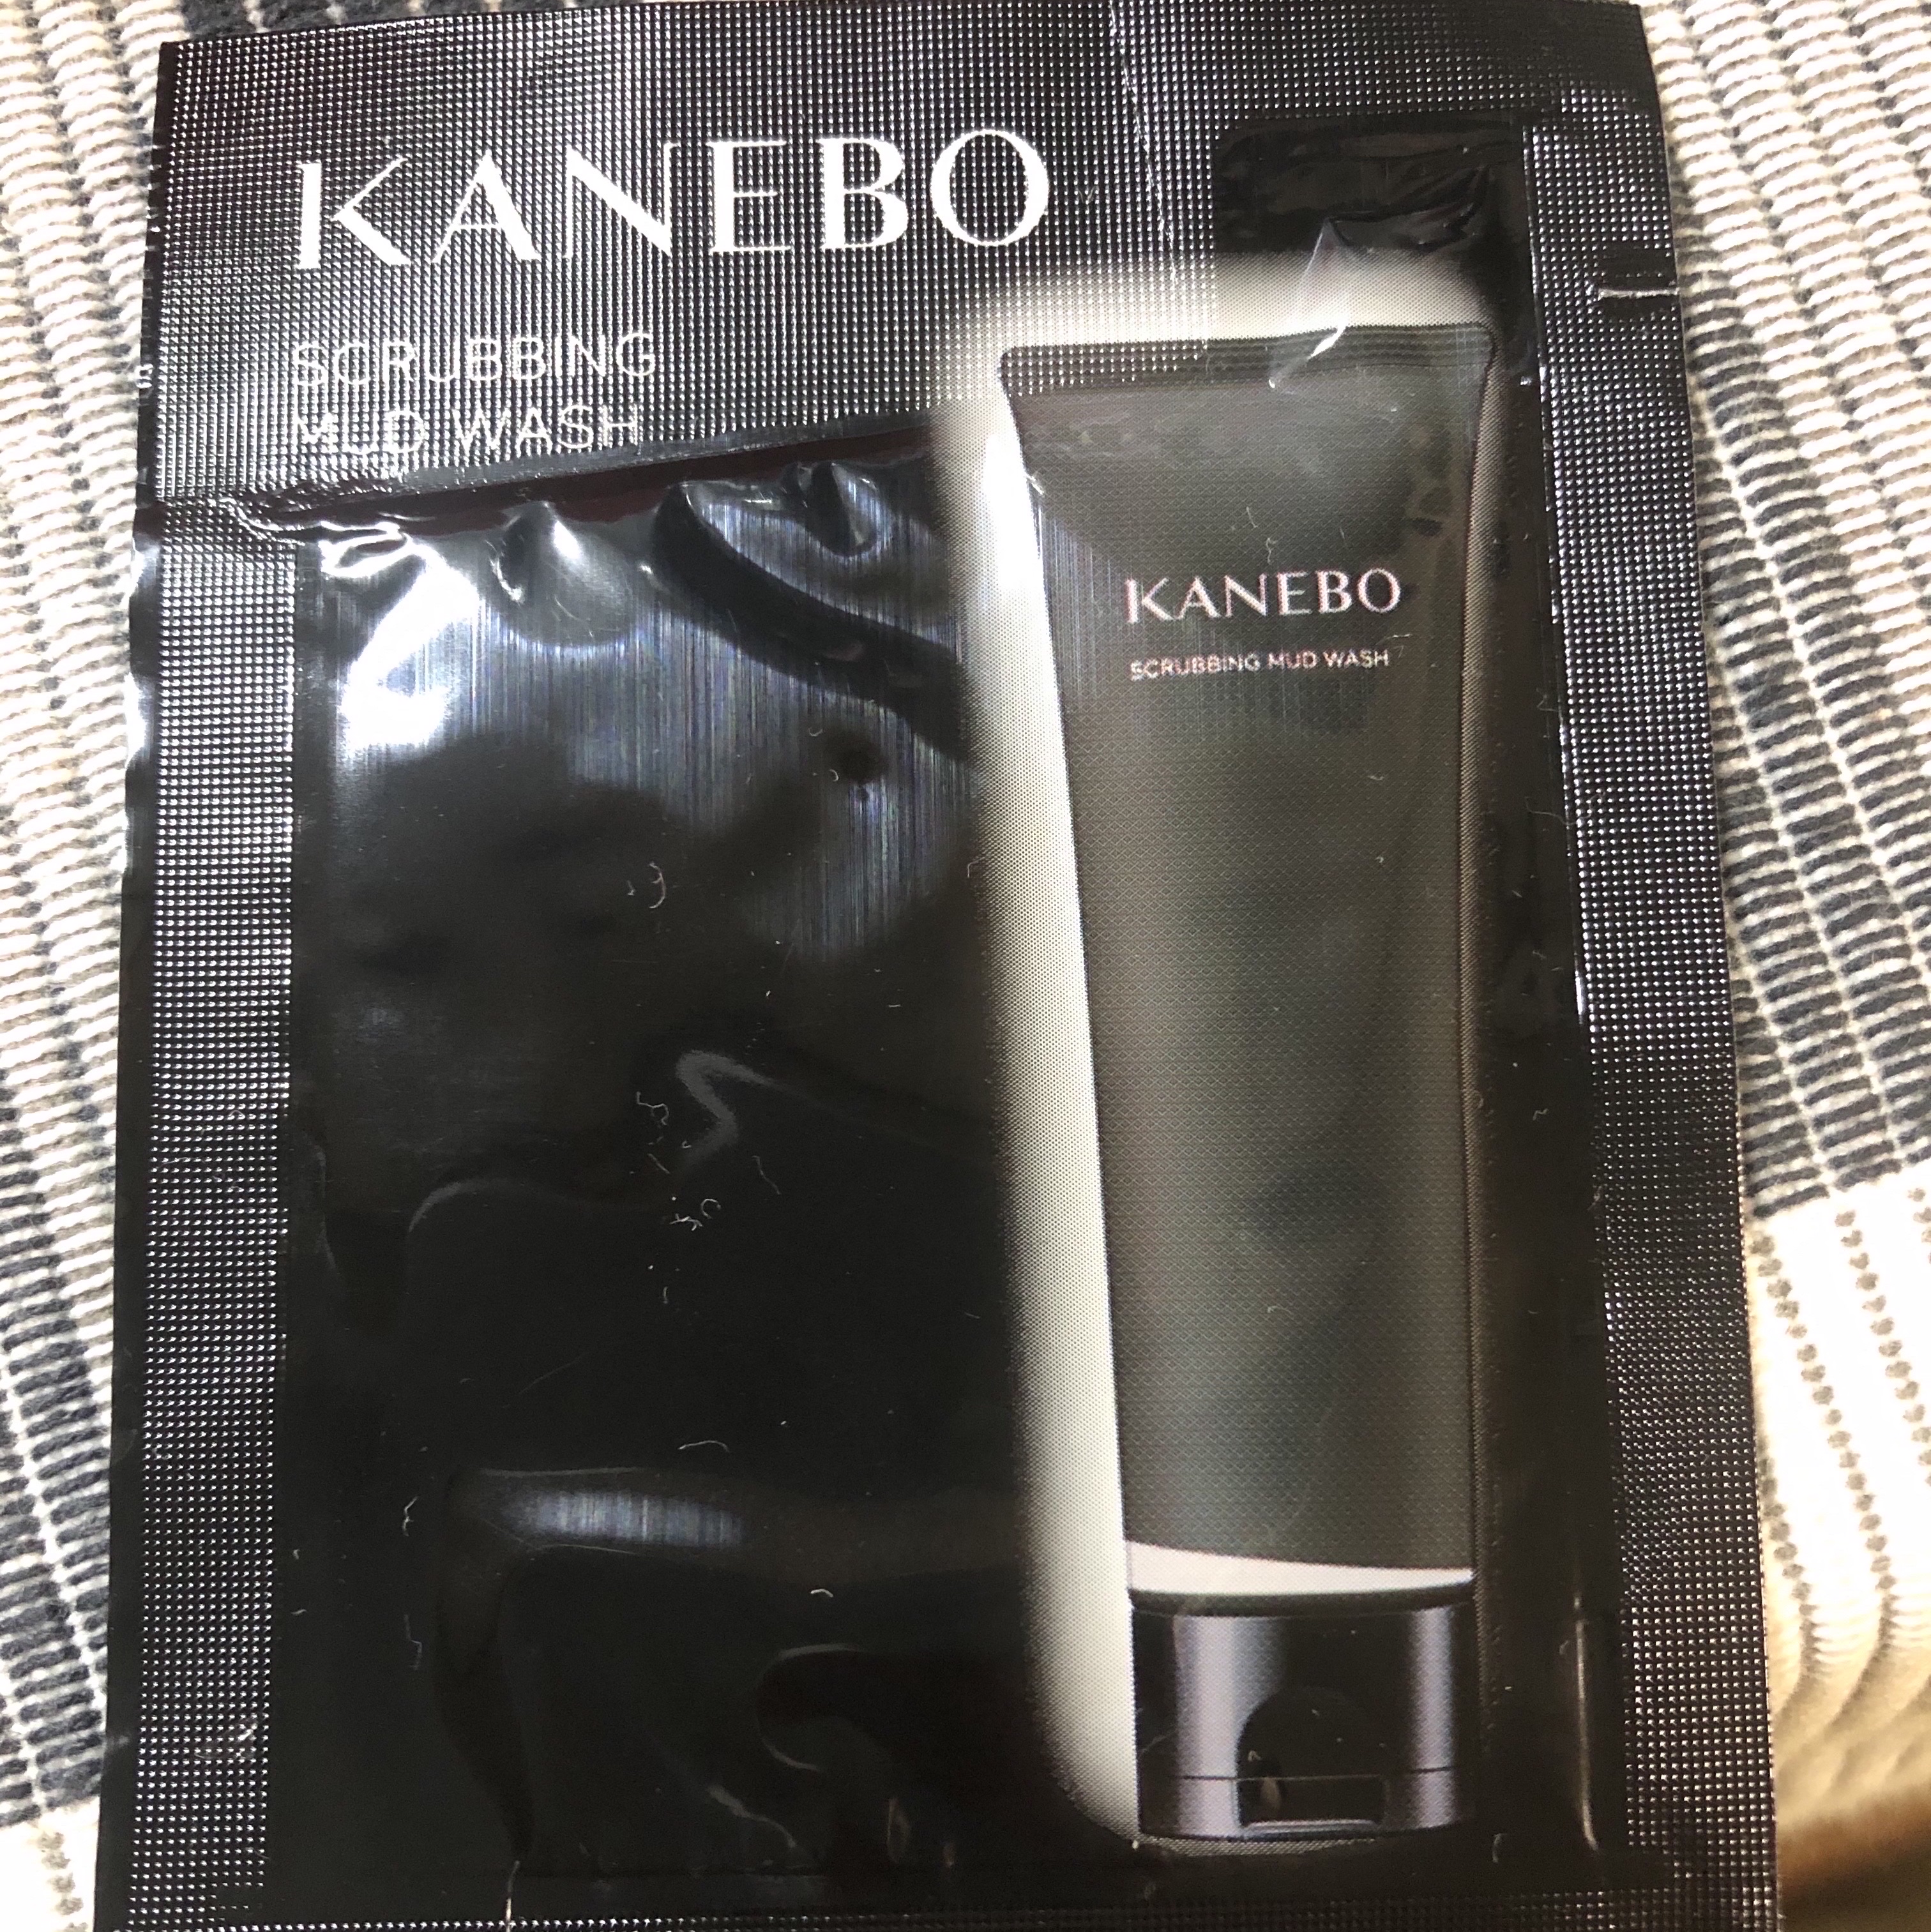 KANEBO
SCRUBBING
MUD WASH
KANEBO
SCRUBBING MUD WASH